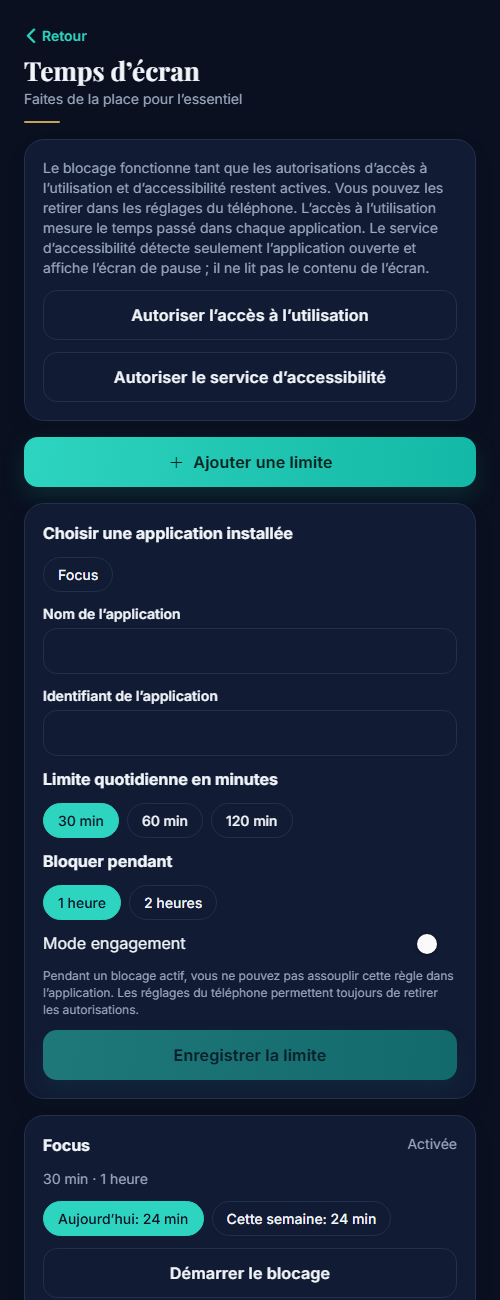 Retour
Temps d’écran
Faites de la place pour l’essentiel
Le blocage fonctionne tant que les autorisations d’accès à
l’utilisation et d’accessibilité restent actives. Vous pouvez les
retirer dans les réglages du téléphone. L’accès à l’utilisation
mesure le temps passé dans chaque application. Le service
d’accessibilité détecte seulement l’application ouverte et
affiche l’écran de pause ; il ne lit pas le contenu de l’écran.
Autoriser l’accès à l’utilisation
Autoriser le service d’accessibilité
+ Ajouter une limite
Choisir une application installée
Focus
Nom de l’application
Identifiant de l’application
Limite quotidienne en minutes
30 min 60 min 120 min
Bloquer pendant
1 heure 2 heures
Mode engagement
Pendant un blocage actif, vous ne pouvez pas assouplir cette règle dans
l’application. Les réglages du téléphone permettent toujours de retirer
les autorisations.
Enregistrer la limite
Focus Activée
30 min · 1 heure
Aujourd’hui: 24 min Cette semaine: 24 min
Démarrer le blocage